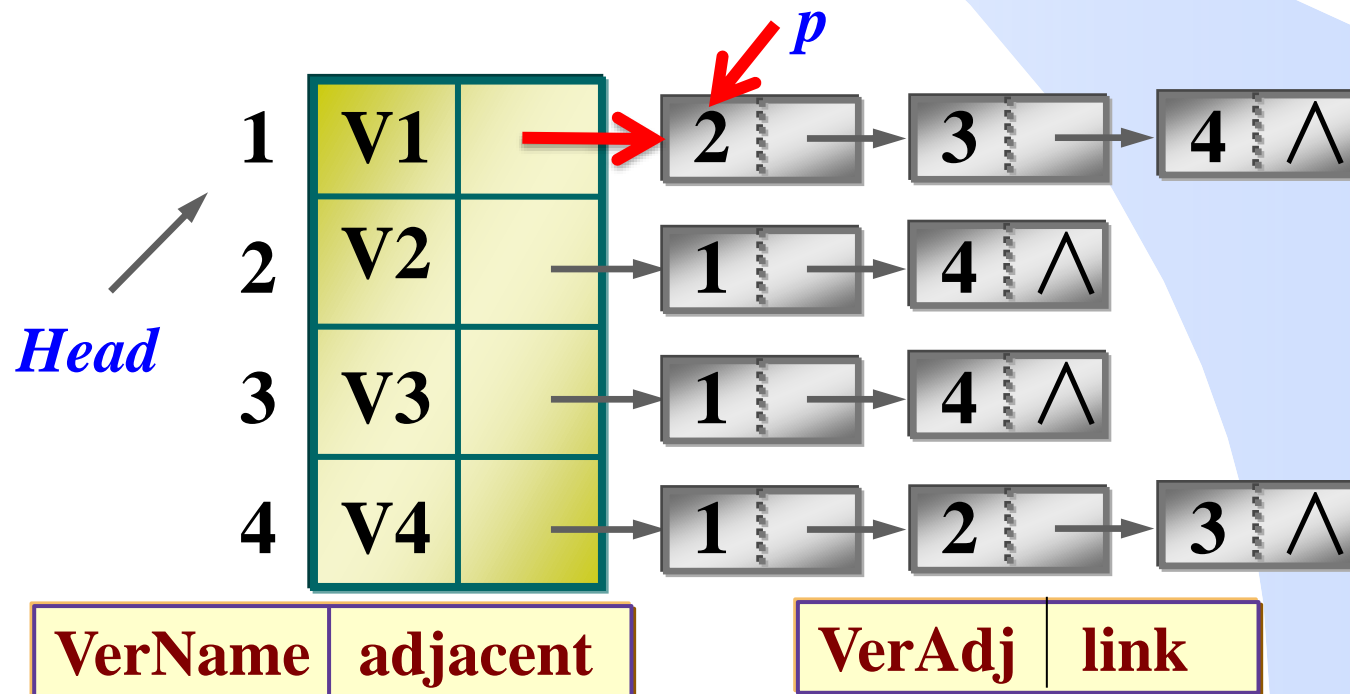 p
1 V1 2 3 4 ∧
2 V2 1 4 ∧
Head
3 V3 1 4 ∧
4 V4 1 2 3 ∧
VerName adjacent VerAdj link